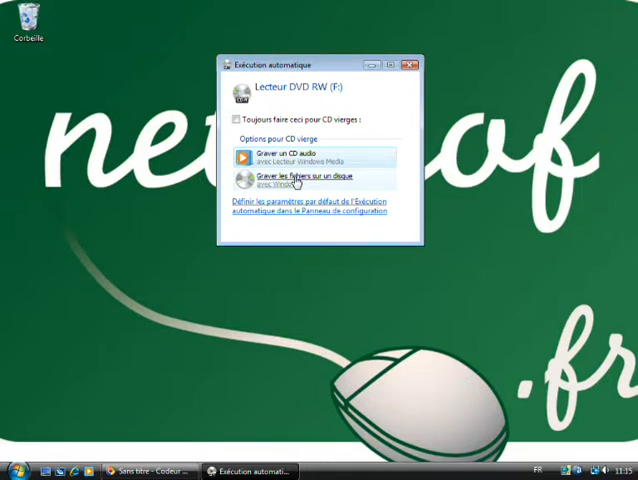 Corbeille
Exécution automatique
Lecteur DVD RW (F:)
Toujours faire ceci pour CD vierges :
Options pour CD vierge
Graver un CD audio
avec Lecteur Windows Media
Graver les fichiers sur un disque
avec
Définir les paramètres par défaut de l'Exécution
automatique dans le Panneau de configuration
.fr
Sans titre - Codeur ...
Exécution automati...
FR
11:15